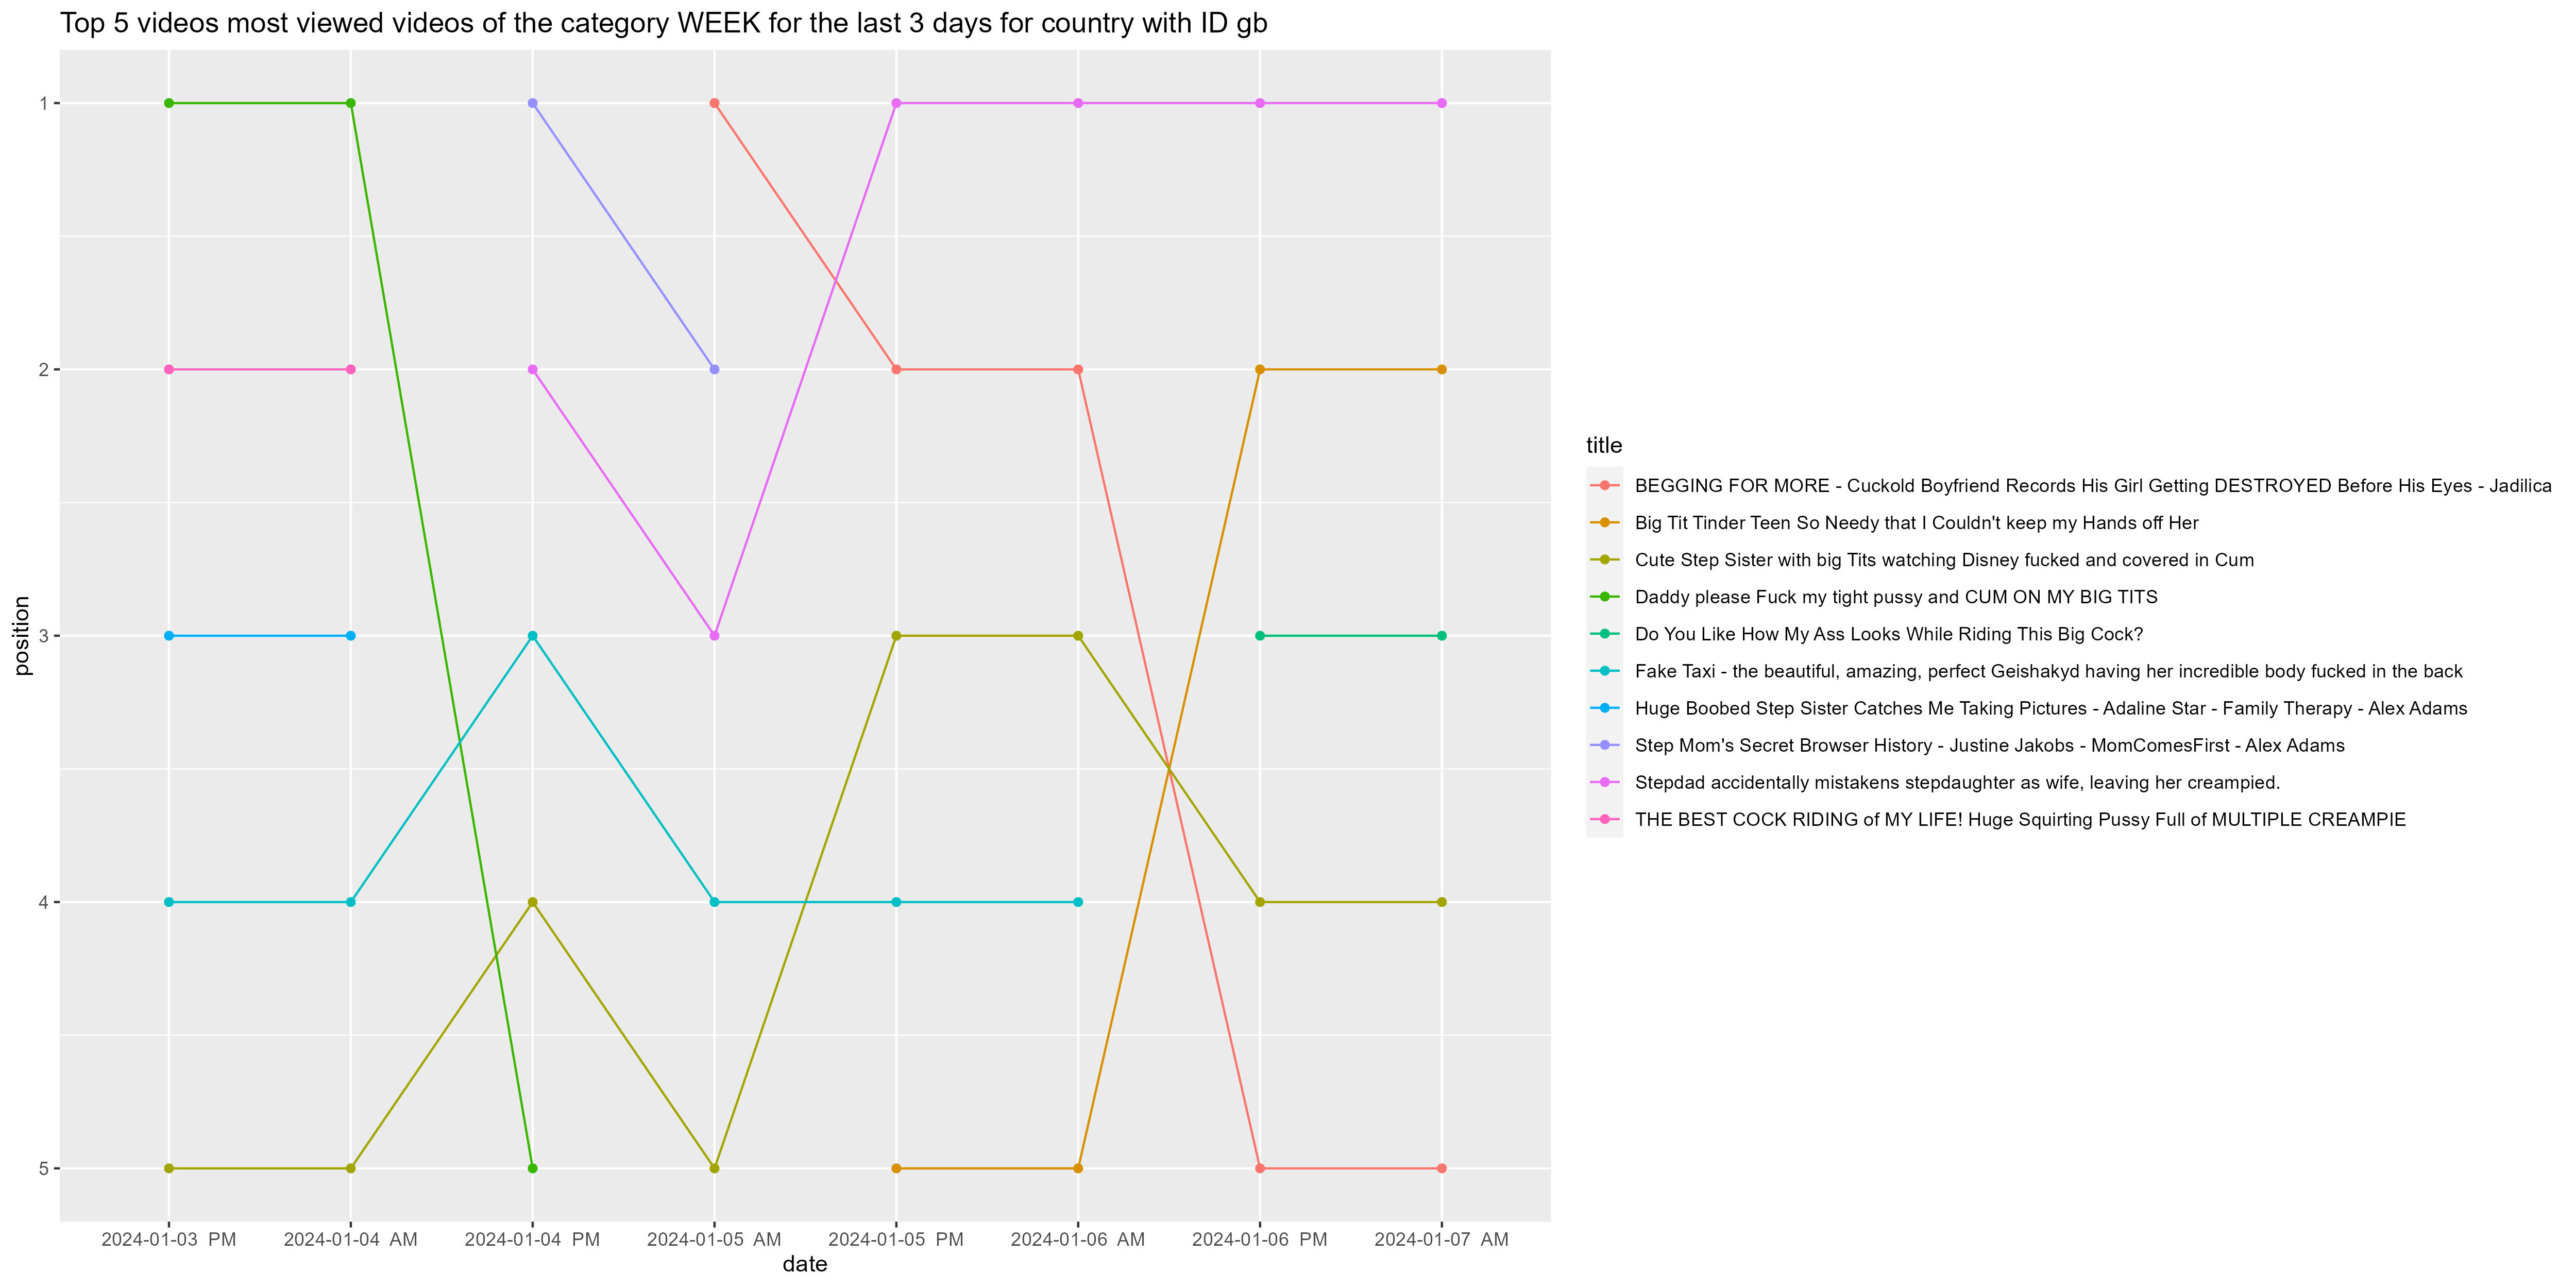 Top 5 videos most viewed videos of the category WEEK for the last 3 days for country with ID gb
position
1
2
3
4
5
2024-01-03 PM
2024-01-04 AM
2024-01-04 PM
2024-01-05 AM
2024-01-05 PM
2024-01-06 AM
2024-01-06 PM
2024-01-07 AM
date
title
BEGGING FOR MORE - Cuckold Boyfriend Records His Girl Getting DESTROYED Before His Eyes - Jadilica
Big Tit Tinder Teen So Needy that I Couldn't keep my Hands off Her
Cute Step Sister with big Tits watching Disney fucked and covered in Cum
Daddy please Fuck my tight pussy and CUM ON MY BIG TITS
Do You Like How My Ass Looks While Riding This Big Cock?
Fake Taxi - the beautiful, amazing, perfect Geishakyd having her incredible body fucked in the back
Huge Boobed Step Sister Catches Me Taking Pictures - Adaline Star - Family Therapy - Alex Adams
Step Mom's Secret Browser History - Justine Jakobs - MomComesFirst - Alex Adams
Stepdad accidentally mistakens stepdaughter as wife, leaving her creampied.
THE BEST COCK RIDING of MY LIFE! Huge Squirting Pussy Full of MULTIPLE CREAMPIE